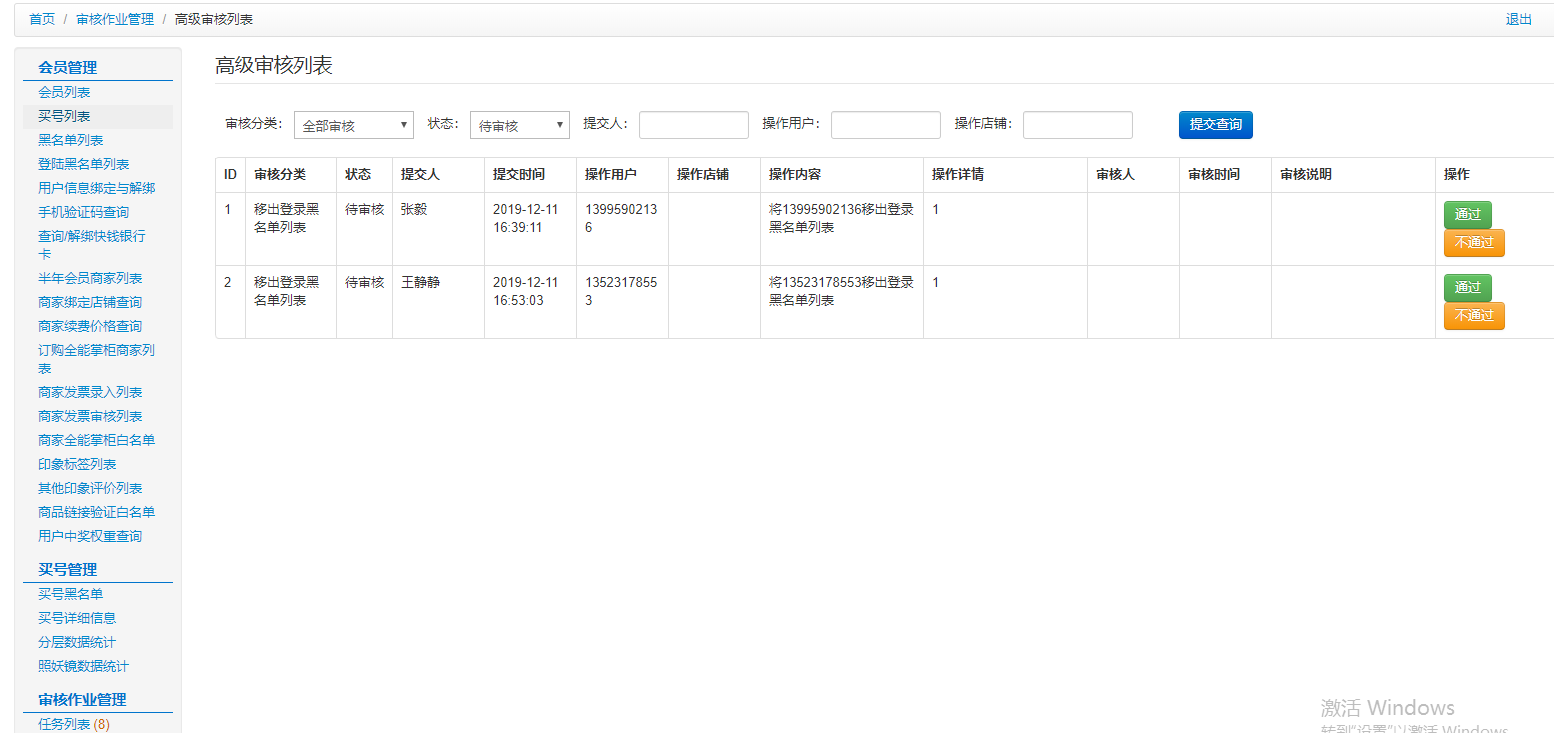 首页 / 审核作业管理 / 高级审核列表
退出
会员管理
会员列表
买号列表
黑名单列表
登陆黑名单列表
用户信息绑定与解绑
手机验证码查询
查询/解绑快钱银行
卡
半年会员商家列表
商家绑定店铺查询
商家续费价格查询
订购全能掌柜商家列
表
商家发票录入列表
商家发票审核列表
商家全能掌柜白名单
印象标签列表
其他印象评价列表
商品链接验证白名单
用户中奖权重查询
买号管理
买号黑名单
买号详细信息
分层数据统计
照妖镜数据统计
审核作业管理
任务列表 (8)
高级审核列表
审核分类: 全部审核 状态: 待审核 提交人: 操作用户: 操作店铺: 提交查询
ID 审核分类 状态 提交人 提交时间 操作用户 操作店铺 操作内容 操作详情 审核人 审核时间 审核说明 操作
1 移出登录黑 待审核 张毅 2019-12-11 1399590213 将13995902136移出登录 1 通过
名单列表 16:39:11 6 黑名单列表 不通过
2 移出登录黑 待审核 王静静 2019-12-11 1352317855 将13523178553移出登录 1 通过
名单列表 16:53:03 3 黑名单列表 不通过
激活 Windows
转到"设置"以激活 Windows